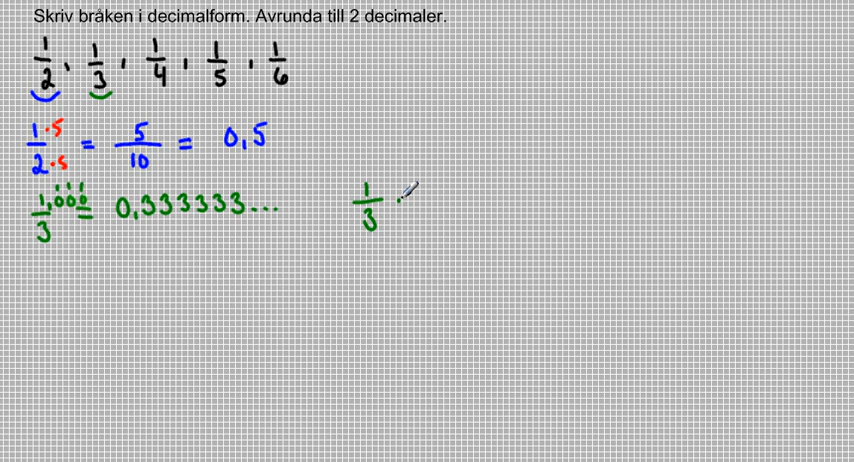 Skriv bråken i decimalform. Avrunda till 2 decimaler.
1/2, 1/3, 1/4, 1/5, 1/6
1·5/2·5 = 5/10 = 0,5
1,000/3 = 0,333333... 1/3